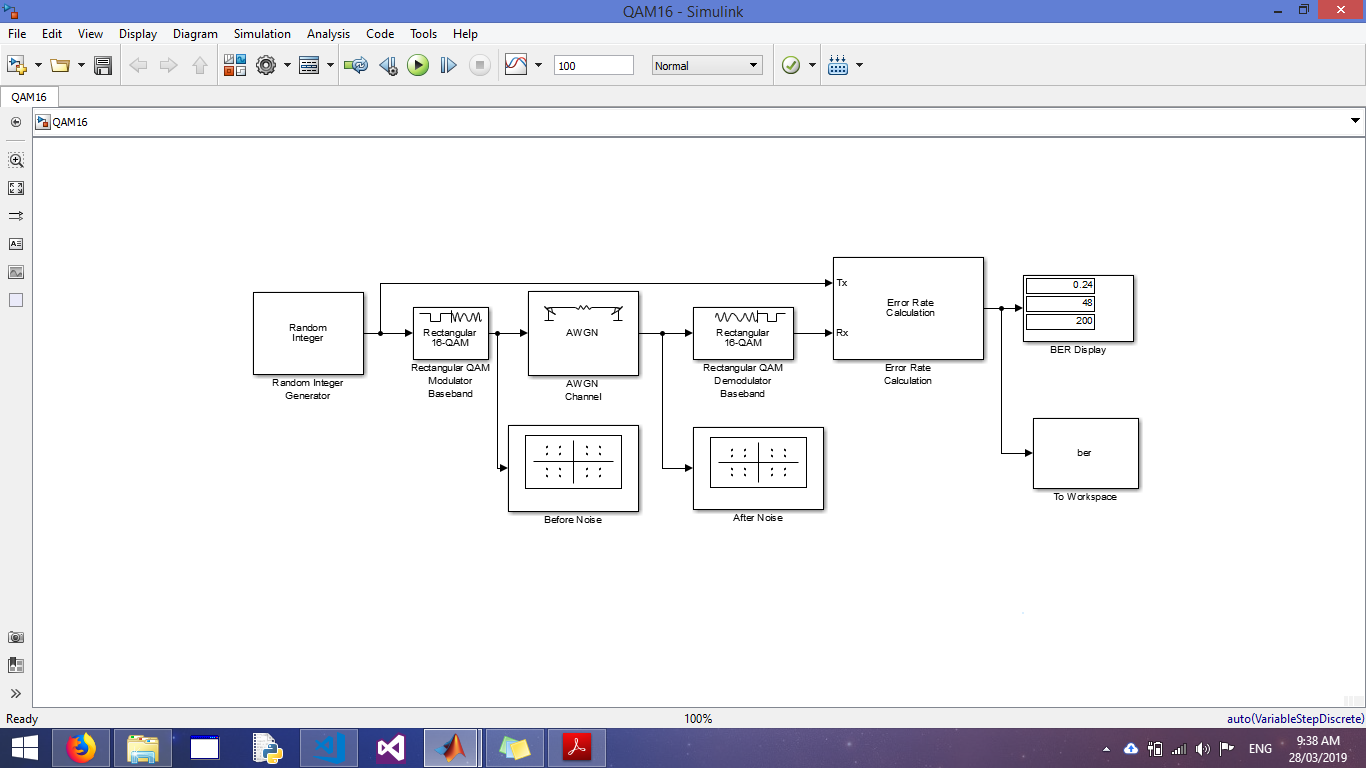 QAM16 - Simulink
File Edit View Display Diagram Simulation Analysis Code Tools Help
100
Normal
QAM16
QAM16
Random
Integer
Random Integer
Generator
Rectangular
16-QAM
Rectangular QAM
Modulator
Baseband
AWGN
AWGN
Channel
Rectangular
16-QAM
Rectangular QAM
Demodulator
Baseband
Tx
Rx
Error Rate
Calculation
Error Rate
Calculation
0.24
48
200
BER Display
Before Noise
After Noise
ber
To Workspace
Ready
100%
auto(VariableStepDiscrete)
ENG
9:38 AM
28/03/2019